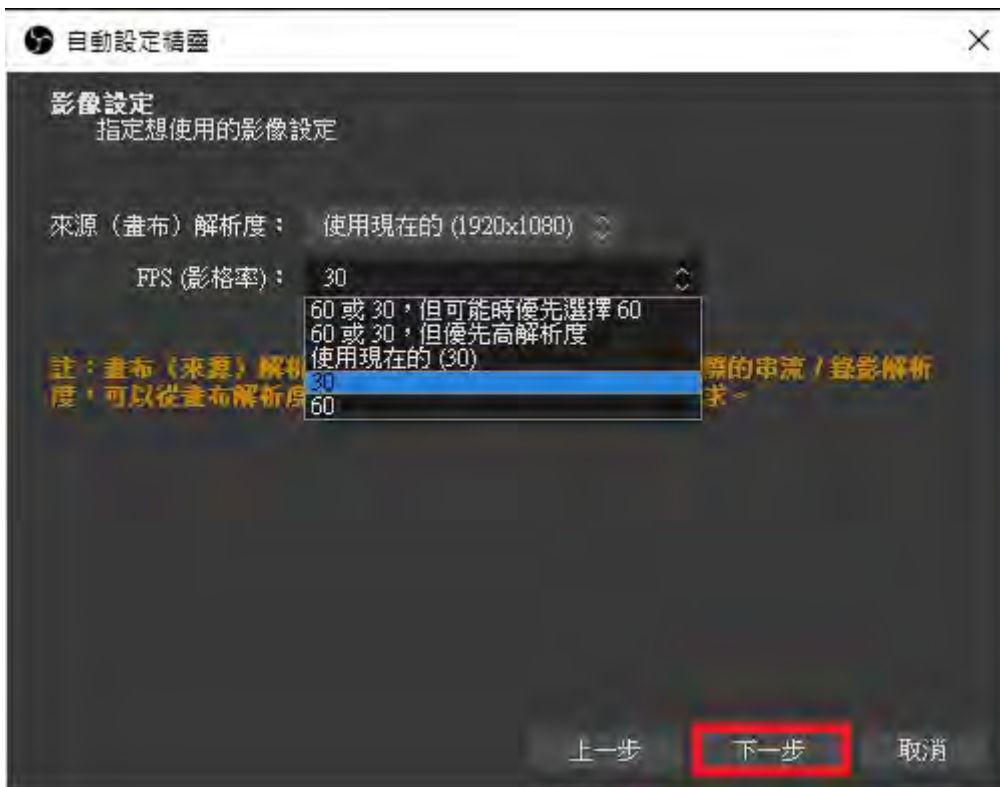 自動設定精靈
影像設定
指定想使用的影像設定
來源（畫布）解析度： 使用現在的 (1920x1080)
FPS (影格率)： 30
60 或 30，但可能時優先選擇 60
60 或 30，但優先高解析度
使用現在的 (30)
30
60
註：畫布（來源）解析
際的串流 / 錄影解析
度，可以從畫布解析度
求。
上一步 下一步 取消